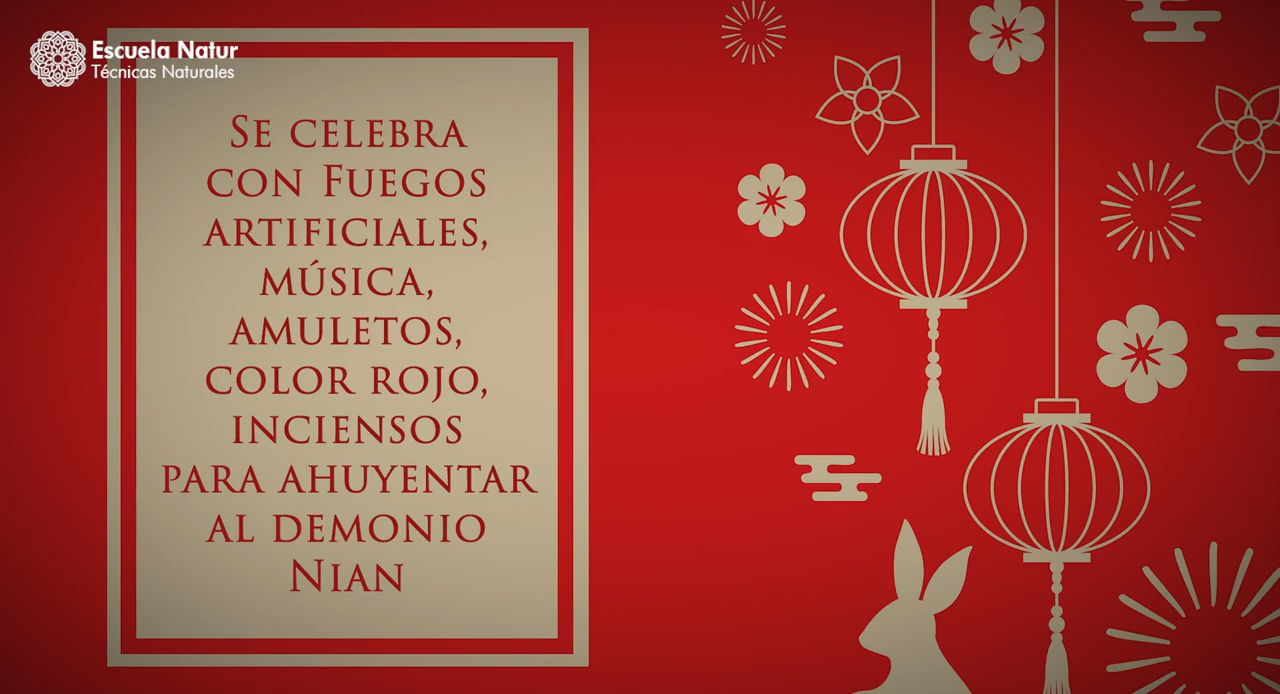 Escuela Natur
Técnicas Naturales
Se celebra
con Fuegos
artificiales,
música,
amuletos,
color rojo,
inciensos
para ahuyentar
al demonio
Nian